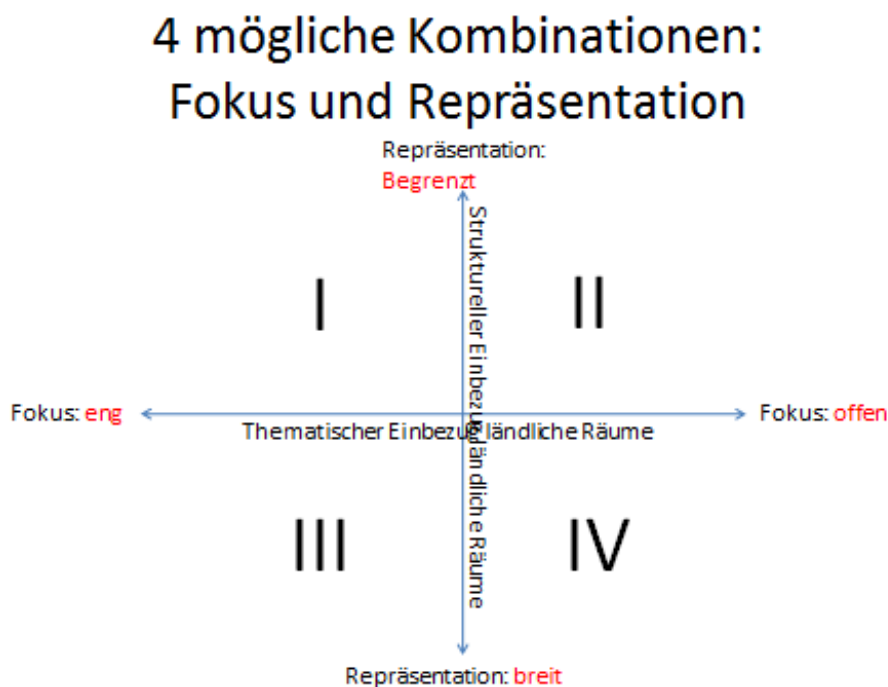 4 mögliche Kombinationen:
Fokus und Repräsentation
Repräsentation:
Begrenzt
Struktureller Einbezug ländliche Räume
I
II
Fokus: eng
Fokus: offen
Thematischer Einbezug ländliche Räume
III
IV
Repräsentation: breit